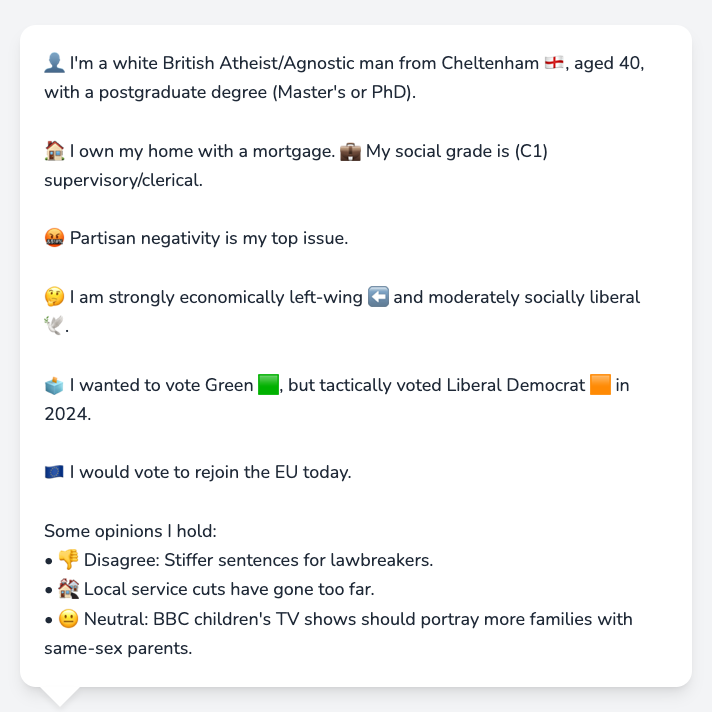 👤 I'm a white British Atheist/Agnostic man from Cheltenham 🏴󠁧󠁢󠁥󠁮󠁧󠁿, aged 40,
with a postgraduate degree (Master's or PhD).
🏠 I own my home with a mortgage. 💼 My social grade is (C1)
supervisory/clerical.
🤬 Partisan negativity is my top issue.
🤔 I am strongly economically left-wing ⬅️ and moderately socially liberal
🕊️.
🗳️ I wanted to vote Green 🟩, but tactically voted Liberal Democrat 🟧 in
2024.
🇪🇺 I would vote to rejoin the EU today.
Some opinions I hold:
• 👎 Disagree: Stiffer sentences for lawbreakers.
• 🏚️ Local service cuts have gone too far.
• 😐 Neutral: BBC children's TV shows should portray more families with
same-sex parents.